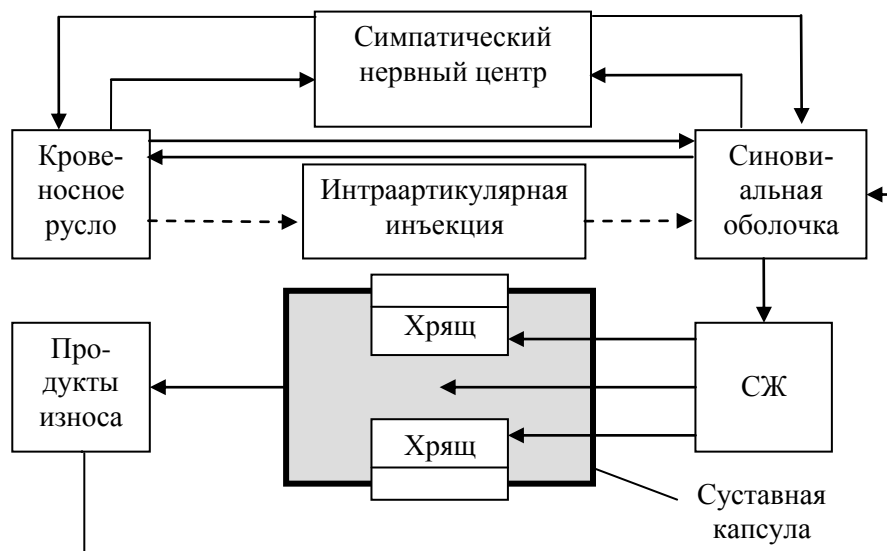 Симпатический
нервный центр
Крове-
носное
русло
Интраартикулярная
инъекция
Синови-
альная
оболочка
Хрящ
Про-
дукты
износа
СЖ
Хрящ
Суставная
капсула